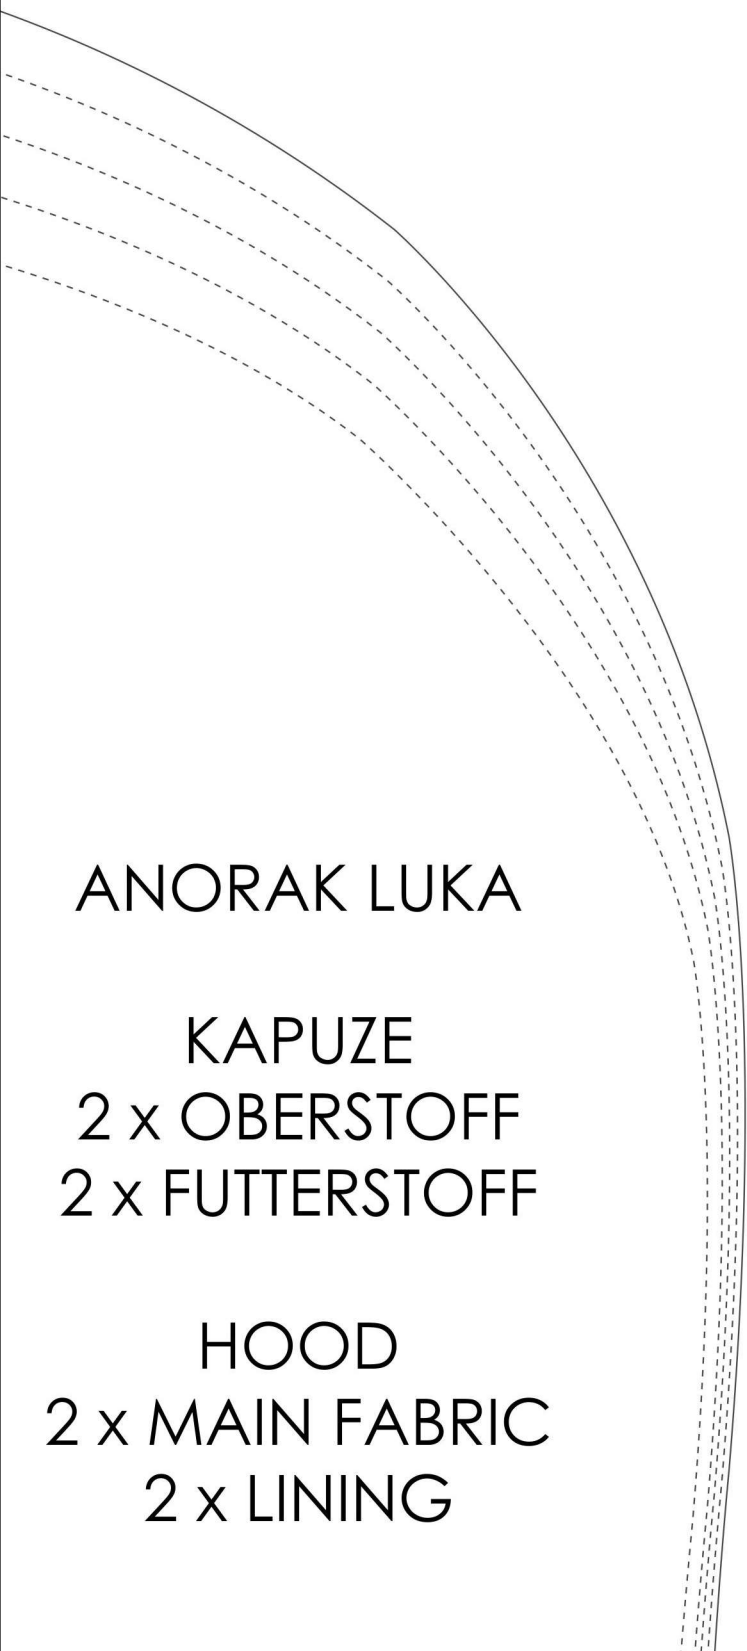 ANORAK LUKA
KAPUZE
2 x OBERSTOFF
2 x FUTTERSTOFF
HOOD
2 x MAIN FABRIC
2 x LINING